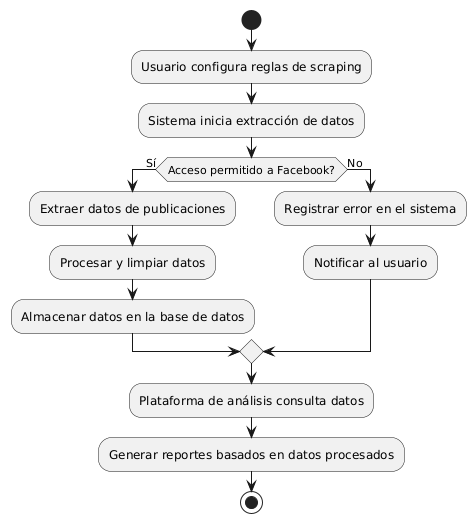 Usuario configura reglas de scraping
Sistema inicia extracción de datos
Sí
Acceso permitido a Facebook?
No
Extraer datos de publicaciones
Registrar error en el sistema
Procesar y limpiar datos
Notificar al usuario
Almacenar datos en la base de datos
Plataforma de análisis consulta datos
Generar reportes basados en datos procesados